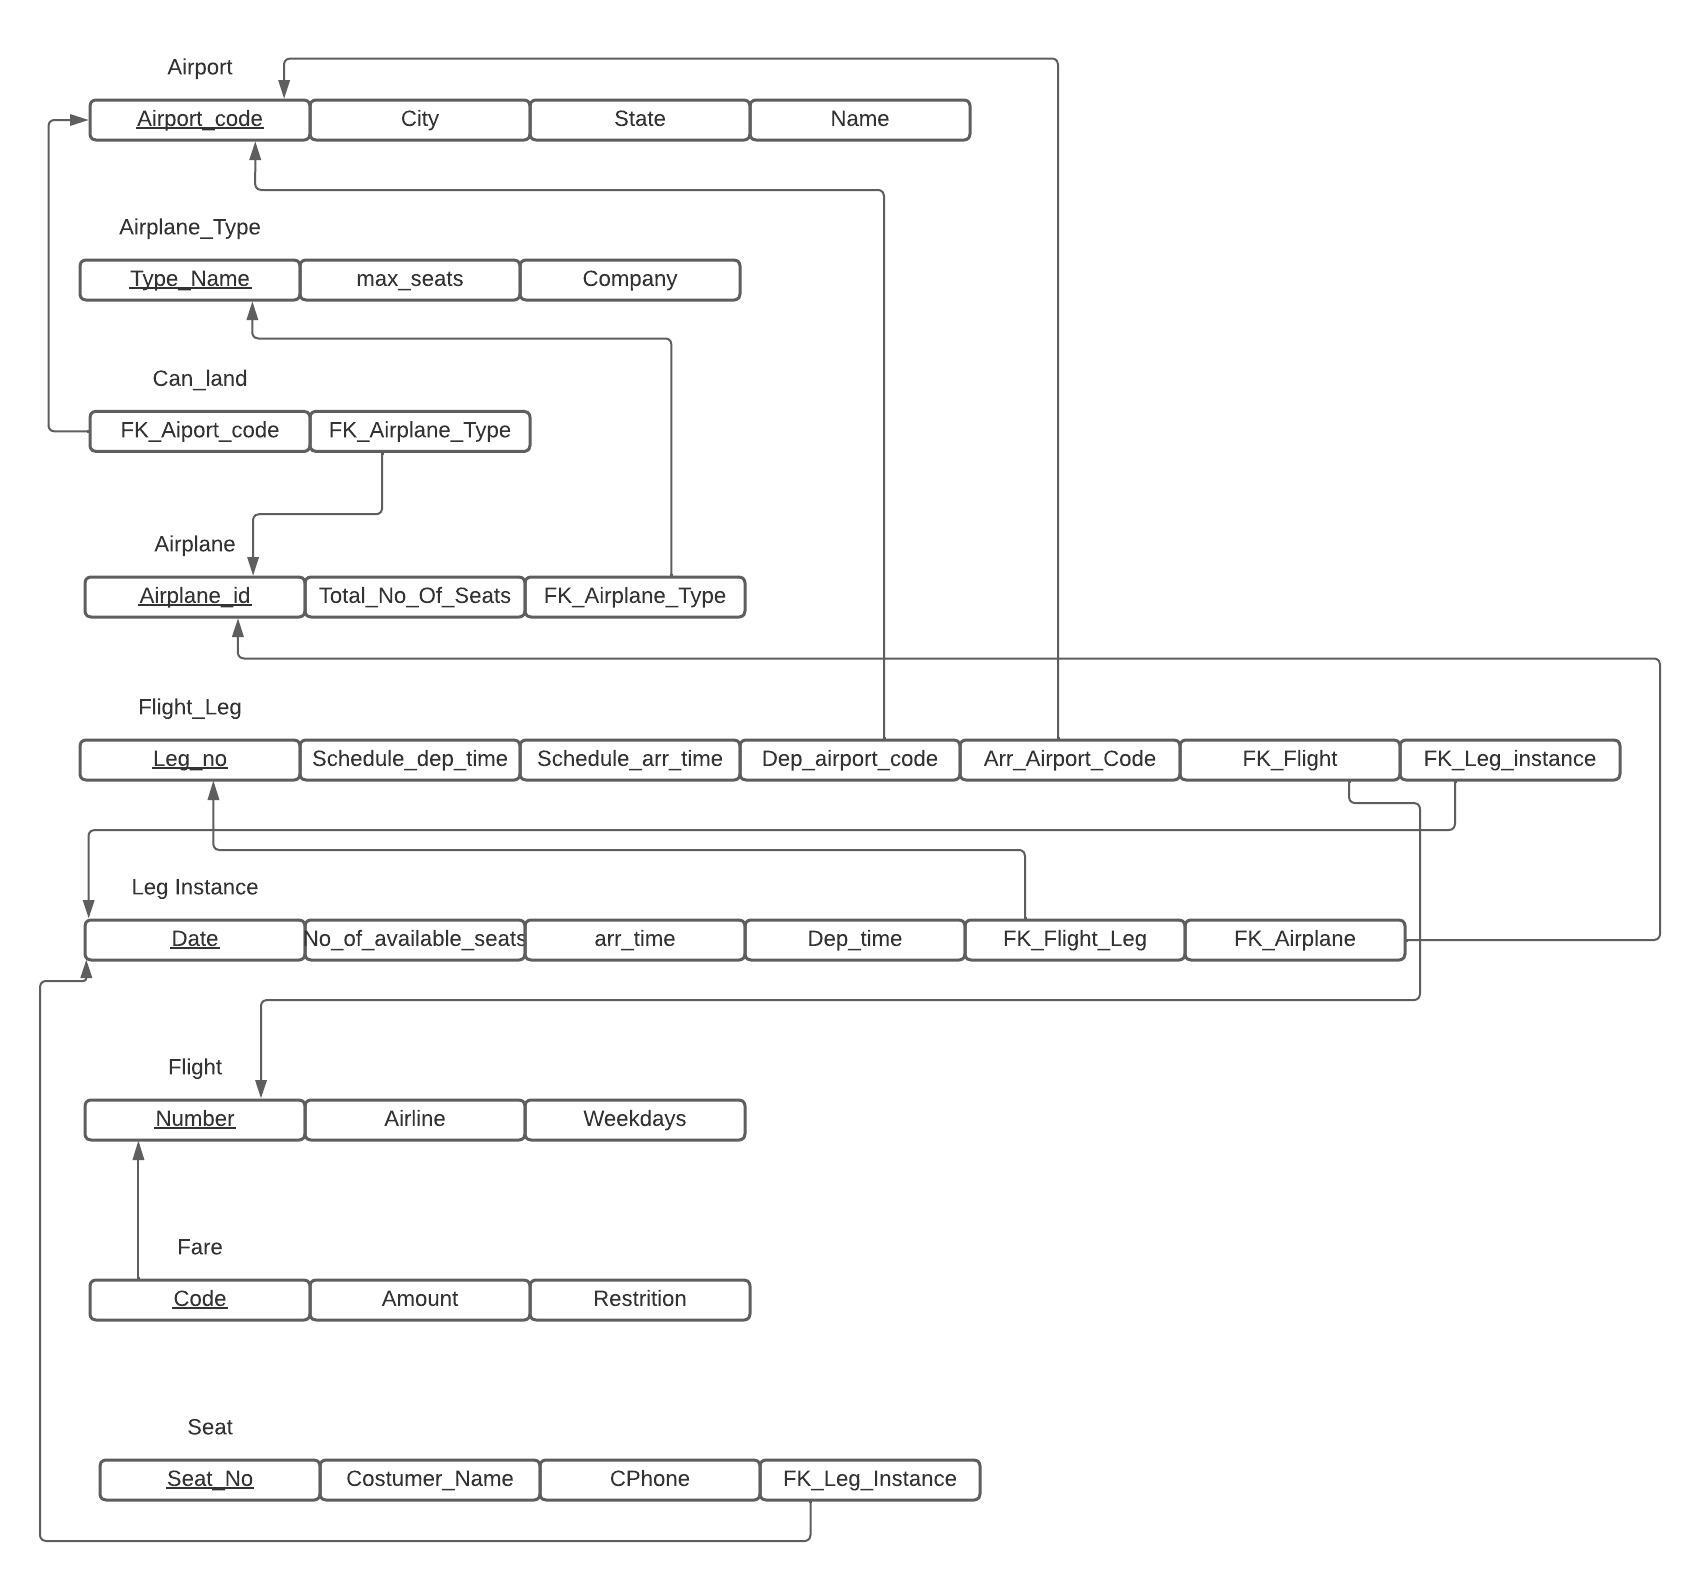 Airport
Airport_code City State Name
Airplane_Type
Type_Name max_seats Company
Can_land
FK_Aiport_code FK_Airplane_Type
Airplane
Airplane_id Total_No_Of_Seats FK_Airplane_Type
Flight_Leg
Leg_no Schedule_dep_time Schedule_arr_time Dep_airport_code Arr_Airport_Code FK_Flight FK_Leg_instance
Leg Instance
Date No_of_available_seats arr_time Dep_time FK_Flight_Leg FK_Airplane
Flight
Number Airline Weekdays
Fare
Code Amount Restrition
Seat
Seat_No Costumer_Name CPhone FK_Leg_Instance